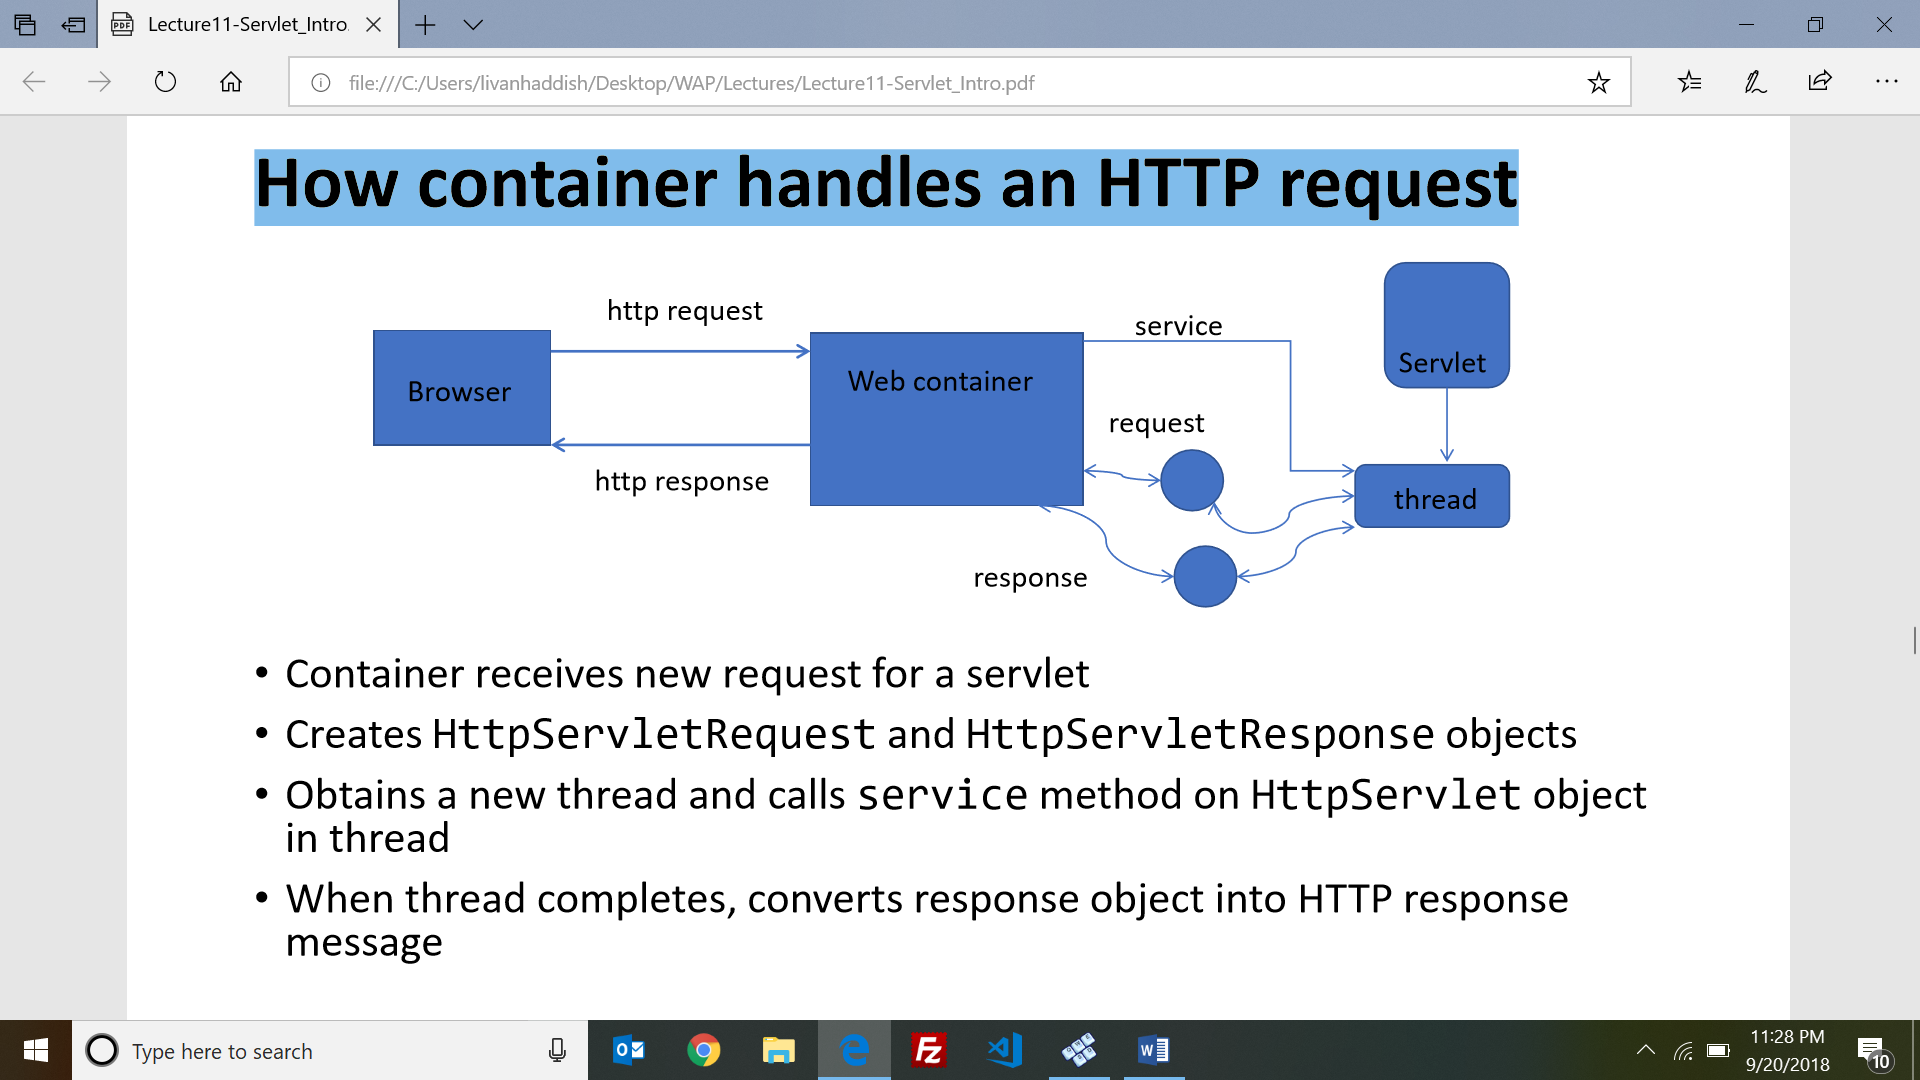 Lecture11-Servlet_Intro.
file:///C:/Users/livanhaddish/Desktop/WAP/Lectures/Lecture11-Servlet_Intro.pdf
How container handles an HTTP request
http request
service
Servlet
Browser
Web container
request
http response
thread
response
• Container receives new request for a servlet
• Creates HttpServletRequest and HttpServletResponse objects
• Obtains a new thread and calls service method on HttpServlet object
in thread
• When thread completes, converts response object into HTTP response
message
Type here to search
11:28 PM
9/20/2018
10